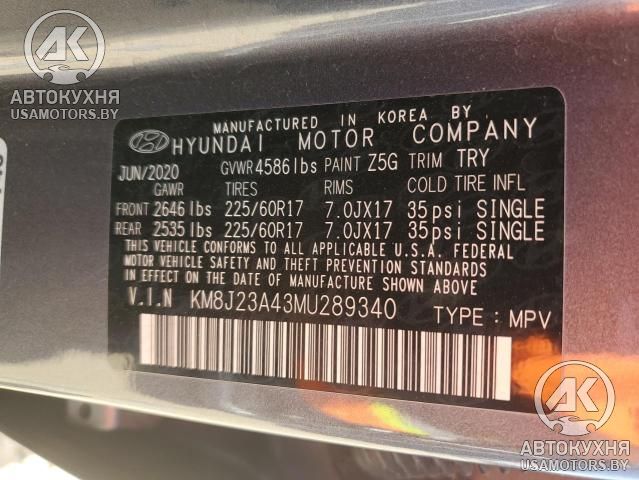 AK
АВТОКУХНЯ
USAMOTORS.BY
MANUFACTURED IN KOREA BY
HYUNDAI MOTOR COMPANY
JUN/2020 GVWR 4586lbs PAINT Z5G TRIM TRY
GAWR TIRES RIMS COLD TIRE INFL
FRONT 2646 lbs 225/60R17 7.0JX17 35psi SINGLE
REAR 2535 lbs 225/60R17 7.0JX17 35psi SINGLE
THIS VEHICLE CONFORMS TO ALL APPLICABLE U.S.A. FEDERAL
MOTOR VEHICLE SAFETY AND THEFT PREVENTION STANDARDS
IN EFFECT ON THE DATE OF MANUFACTURE SHOWN ABOVE
V.I.N KM8J23A43MU289340 TYPE : MPV
AK
АВТОКУХНЯ
USAMOTORS.BY